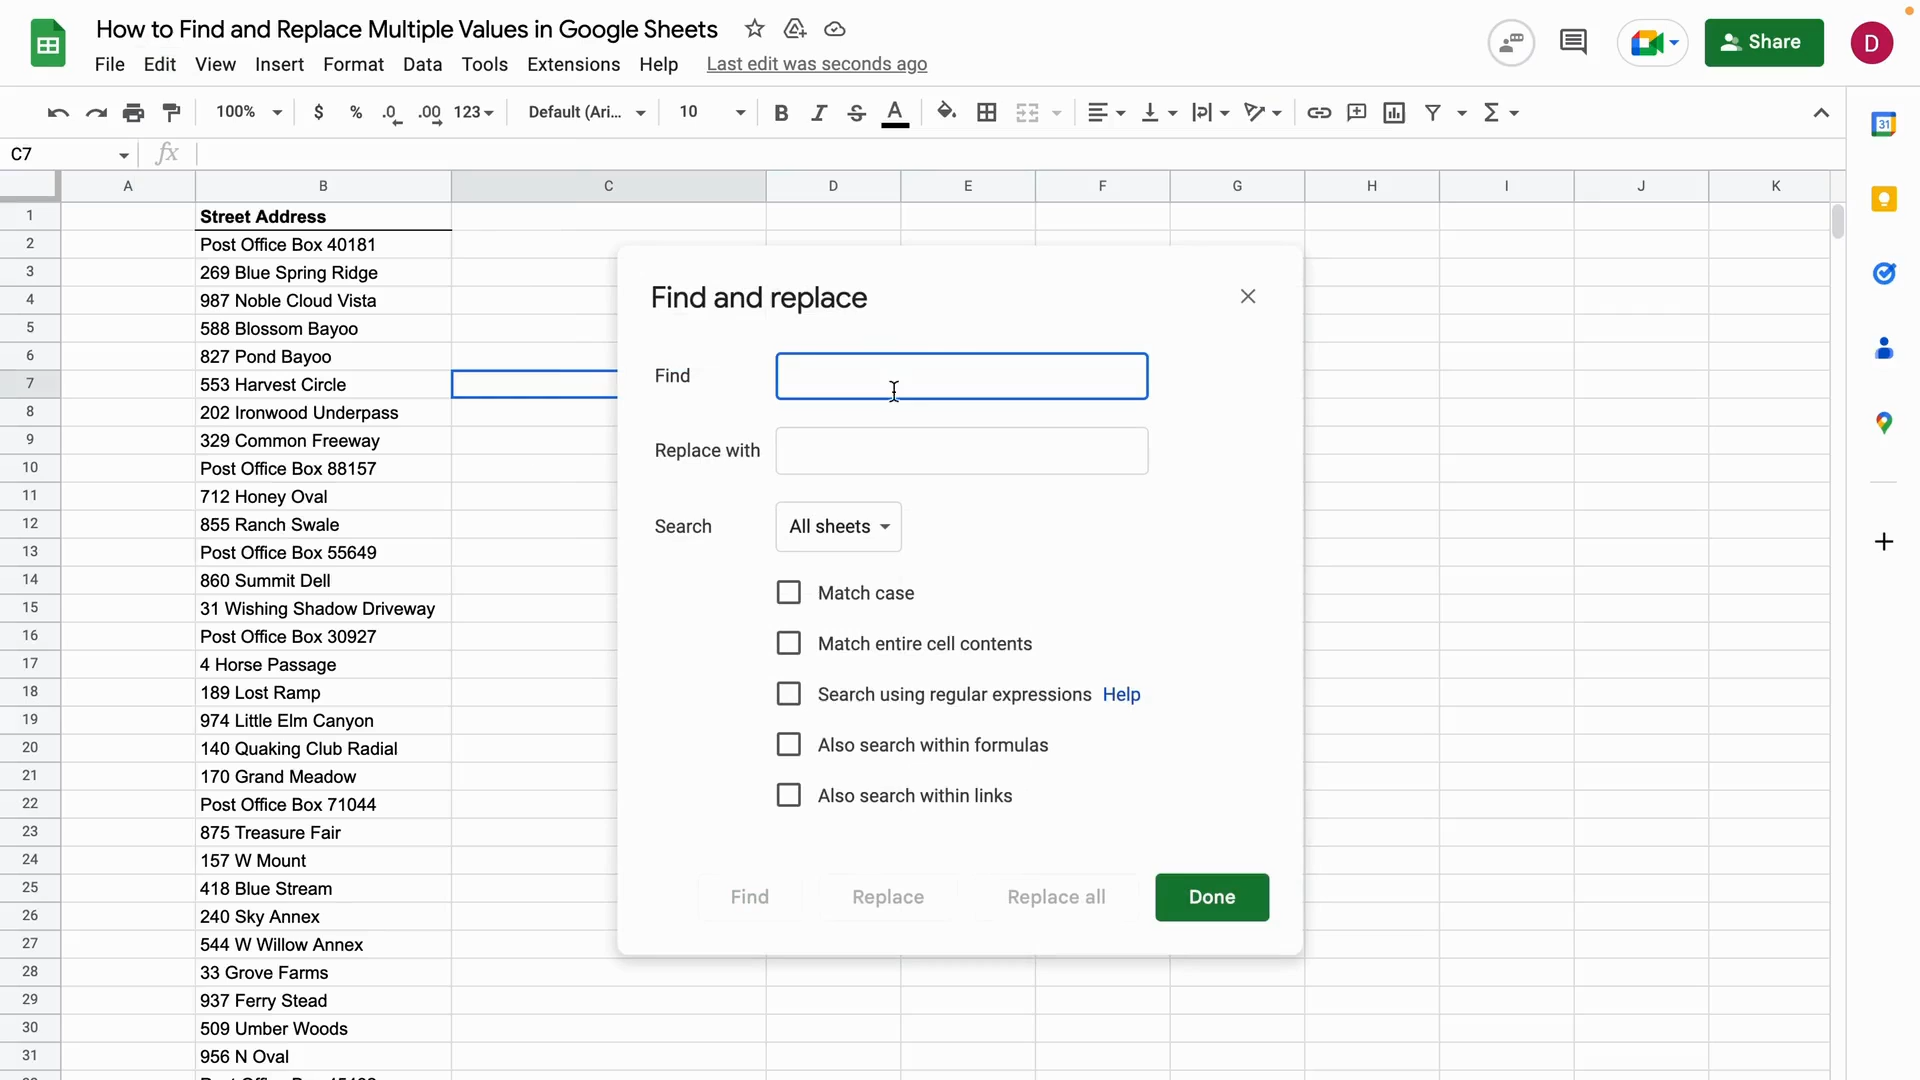 How to Find and Replace Multiple Values in Google Sheets
File Edit View Insert Format Data Tools Extensions Help Last edit was seconds ago
Share
D
100% $ % .0 .00 123 Default (Ari... 10 B I S A
31
C7 fx
A B C D E F G H I J K
1 Street Address
2 Post Office Box 40181
3 269 Blue Spring Ridge
4 987 Noble Cloud Vista
5 588 Blossom Bayoo
6 827 Pond Bayoo
7 553 Harvest Circle
8 202 Ironwood Underpass
9 329 Common Freeway
10 Post Office Box 88157
11 712 Honey Oval
12 855 Ranch Swale
13 Post Office Box 55649
14 860 Summit Dell
15 31 Wishing Shadow Driveway
16 Post Office Box 30927
17 4 Horse Passage
18 189 Lost Ramp
19 974 Little Elm Canyon
20 140 Quaking Club Radial
21 170 Grand Meadow
22 Post Office Box 71044
23 875 Treasure Fair
24 157 W Mount
25 418 Blue Stream
26 240 Sky Annex
27 544 W Willow Annex
28 33 Grove Farms
29 937 Ferry Stead
30 509 Umber Woods
31 956 N Oval
Find and replace
Find
Replace with
Search All sheets
Match case
Match entire cell contents
Search using regular expressions Help
Also search within formulas
Also search within links
Find Replace Replace all Done